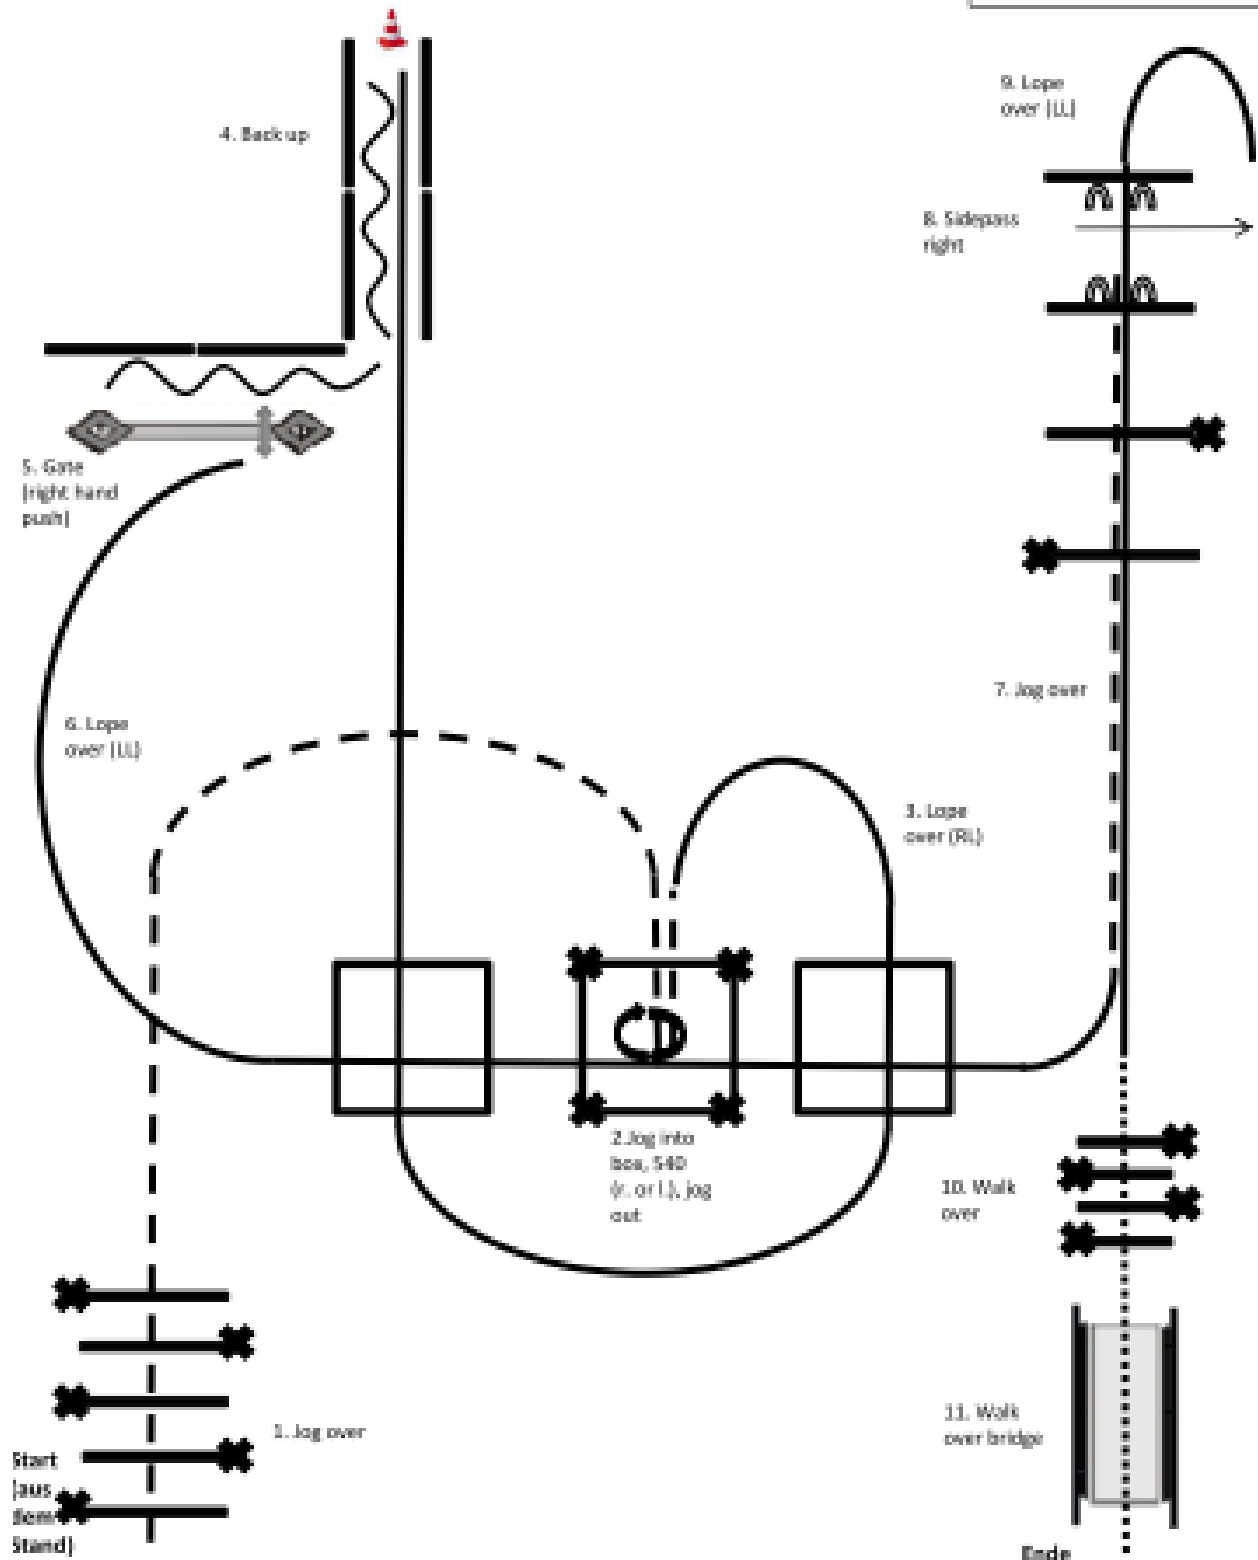 9. Lope
over (LL)
4. Back up
8. Sidepass
right
5. Gate
(right hand
push)
7. Jog over
6. Lope
over (LL)
3. Lope
over (RL)
2.Jog into
box, 540
(r. or l.), jog
out
10. Walk
over
1. Jog over
11. Walk
over bridge
Start
(aus
dem
Stand)
Ende